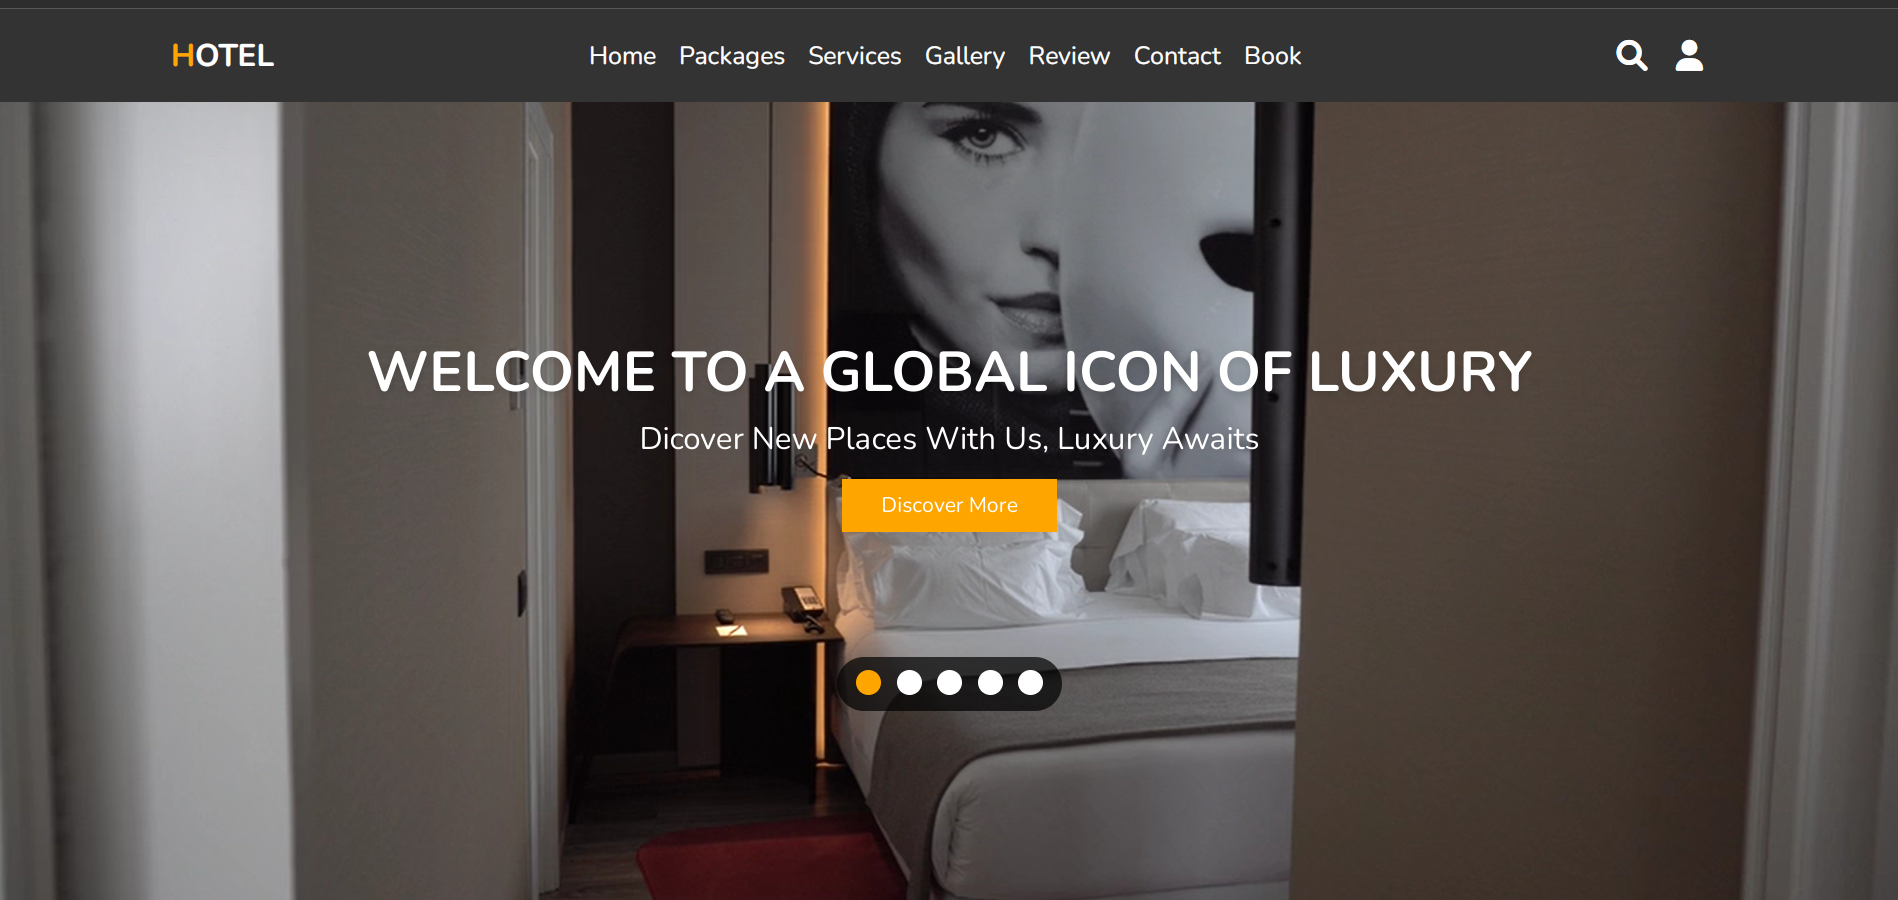 HOTEL
Home Packages Services Gallery Review Contact Book
WELCOME TO A GLOBAL ICON OF LUXURY
Dicover New Places With Us, Luxury Awaits
Discover More